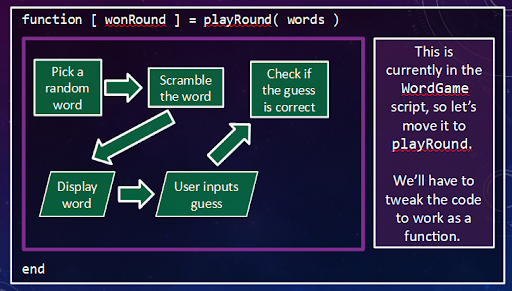 function [ wonRound ] = playRound( words )
Pick a
random
word
Scramble
the word
Check if
the guess
is correct
Display
word
User inputs
guess
This is
currently in the
WordGame
script, so let's
move it to
playRound.
We'll have to
tweak the code
to work as a
function.
end